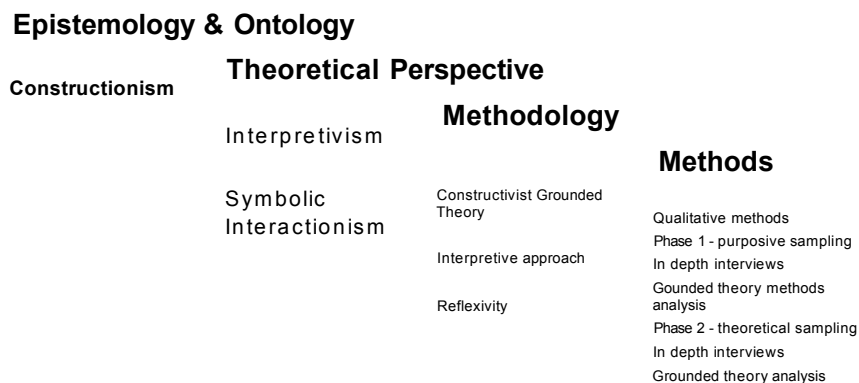 Epistemology & Ontology
Constructionism
Theoretical Perspective
Interpretivism
Symbolic
Interactionism
Methodology
Constructivist Grounded
Theory
Interpretive approach
Reflexivity
Methods
Qualitative methods
Phase 1 - purposive sampling
In depth interviews
Gounded theory methods
analysis
Phase 2 - theoretical sampling
In depth interviews
Grounded theory analysis